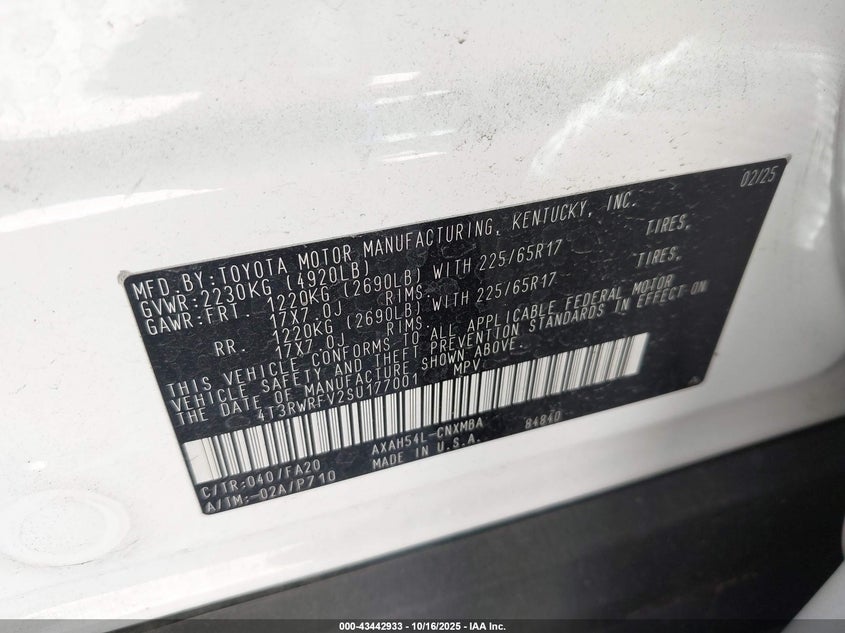 02/25
MFD.BY:TOYOTA MOTOR MANUFACTURING, KENTUCKY, INC.
GVWR:2230KG (4920LB)
GAWR:FRT. 1220KG (2690LB) WITH 225/65R17 TIRES,
17X7.0J RIMS.
RR. 1220KG (2690LB) WITH 225/65R17 TIRES,
17X7.0J RIMS.
THIS VEHICLE CONFORMS TO ALL APPLICABLE FEDERAL MOTOR
VEHICLE SAFETY AND THEFT PREVENTION STANDARDS IN EFFECT ON
THE DATE OF MANUFACTURE SHOWN ABOVE.
4T3RWRFV2SU177001 MPV
C/TR:040/FA20 AXAH54L-CNXMBA 84840
A/TM:-02A/P710 MADE IN U.S.A.
000-43442933 - 10/16/2025 - IAA Inc.